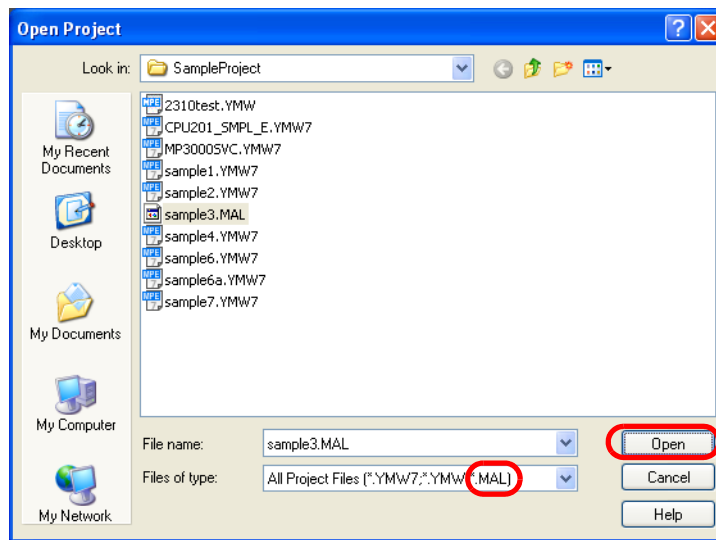 Open Project
Look in: SampleProject
2310test.YMW
CPU201_SMPL_E.YMW7
MP3000SVC.YMW7
sample1.YMW7
sample2.YMW7
sample3.MAL
sample4.YMW7
sample6.YMW7
sample6a.YMW7
sample7.YMW7
My Recent
Documents
Desktop
My Documents
My Computer
My Network
File name: sample3.MAL Open
Files of type: All Project Files (*.YMW7;*.YMW *.MAL) Cancel
Help